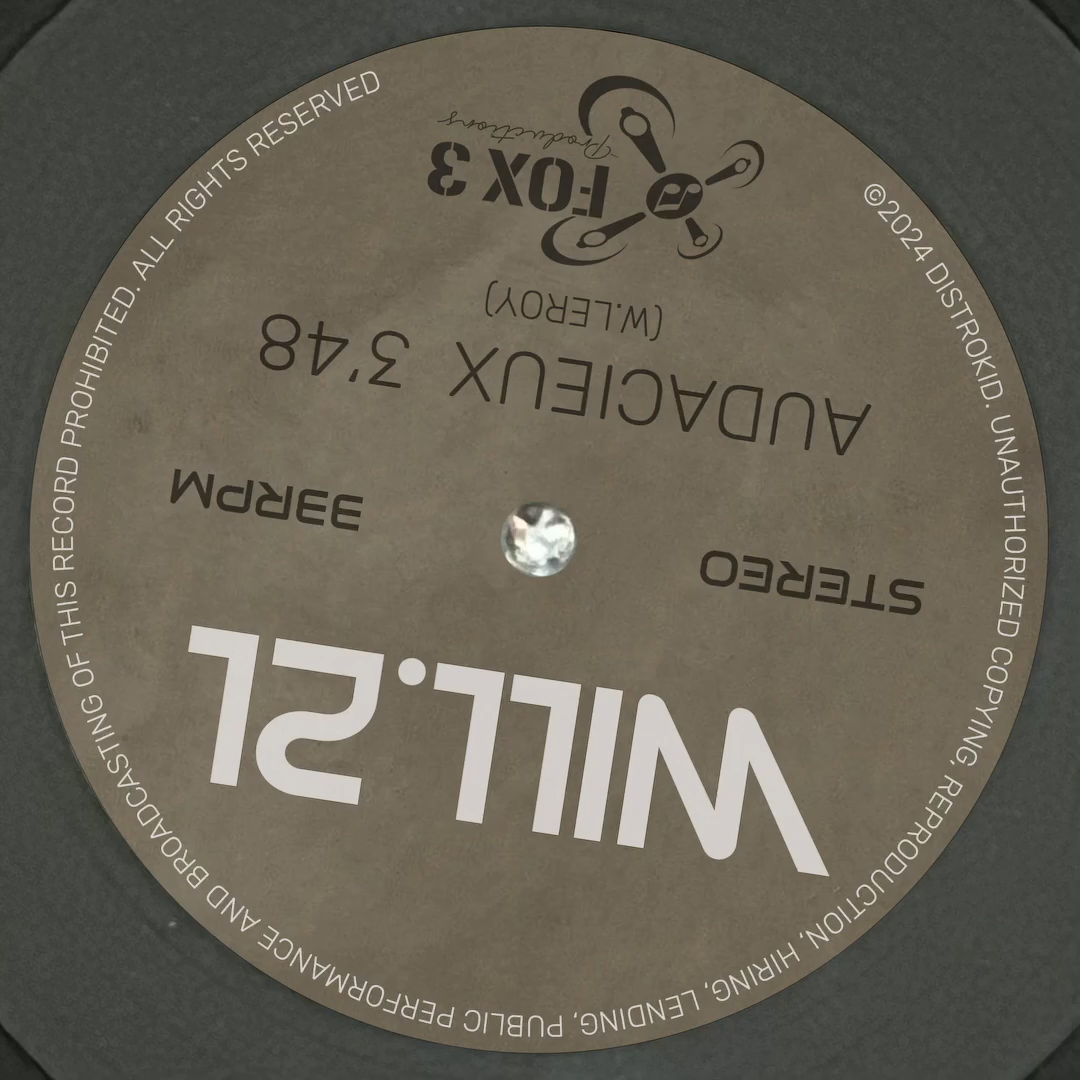 WILL.2L
STEREO
33RPM
AUDACIEUX 3'48
(W.LEROY)
FOX 3
Productions
©2024 DISTROKID. UNAUTHORIZED COPYING, REPRODUCTION, HIRING, LENDING, PUBLIC PERFORMANCE AND BROADCASTING OF THIS RECORD PROHIBITED. ALL RIGHTS RESERVED